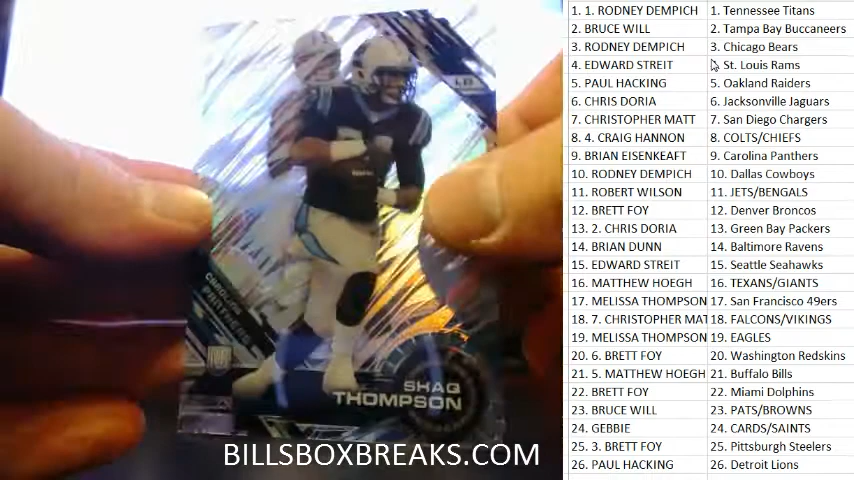 LB
CAROLINA
PANTHERS
SHAQ
THOMPSON
BILLSBOXBREAKS.COM
1. 1. RODNEY DEMPICH 1. Tennessee Titans
2. BRUCE WILL 2. Tampa Bay Buccaneers
3. RODNEY DEMPICH 3. Chicago Bears
4. EDWARD STREIT St. Louis Rams
5. PAUL HACKING 5. Oakland Raiders
6. CHRIS DORIA 6. Jacksonville Jaguars
7. CHRISTOPHER MATT 7. San Diego Chargers
8. 4. CRAIG HANNON 8. COLTS/CHIEFS
9. BRIAN EISENKEAFT 9. Carolina Panthers
10. RODNEY DEMPICH 10. Dallas Cowboys
11. ROBERT WILSON 11. JETS/BENGALS
12. BRETT FOY 12. Denver Broncos
13. 2. CHRIS DORIA 13. Green Bay Packers
14. BRIAN DUNN 14. Baltimore Ravens
15. EDWARD STREIT 15. Seattle Seahawks
16. MATTHEW HOEGH 16. TEXANS/GIANTS
17. MELISSA THOMPSON 17. San Francisco 49ers
18. 7. CHRISTOPHER MAT 18. FALCONS/VIKINGS
19. MELISSA THOMPSON 19. EAGLES
20. 6. BRETT FOY 20. Washington Redskins
21. 5. MATTHEW HOEGH 21. Buffalo Bills
22. BRETT FOY 22. Miami Dolphins
23. BRUCE WILL 23. PATS/BROWNS
24. GEBBIE 24. CARDS/SAINTS
25. 3. BRETT FOY 25. Pittsburgh Steelers
26. PAUL HACKING 26. Detroit Lions